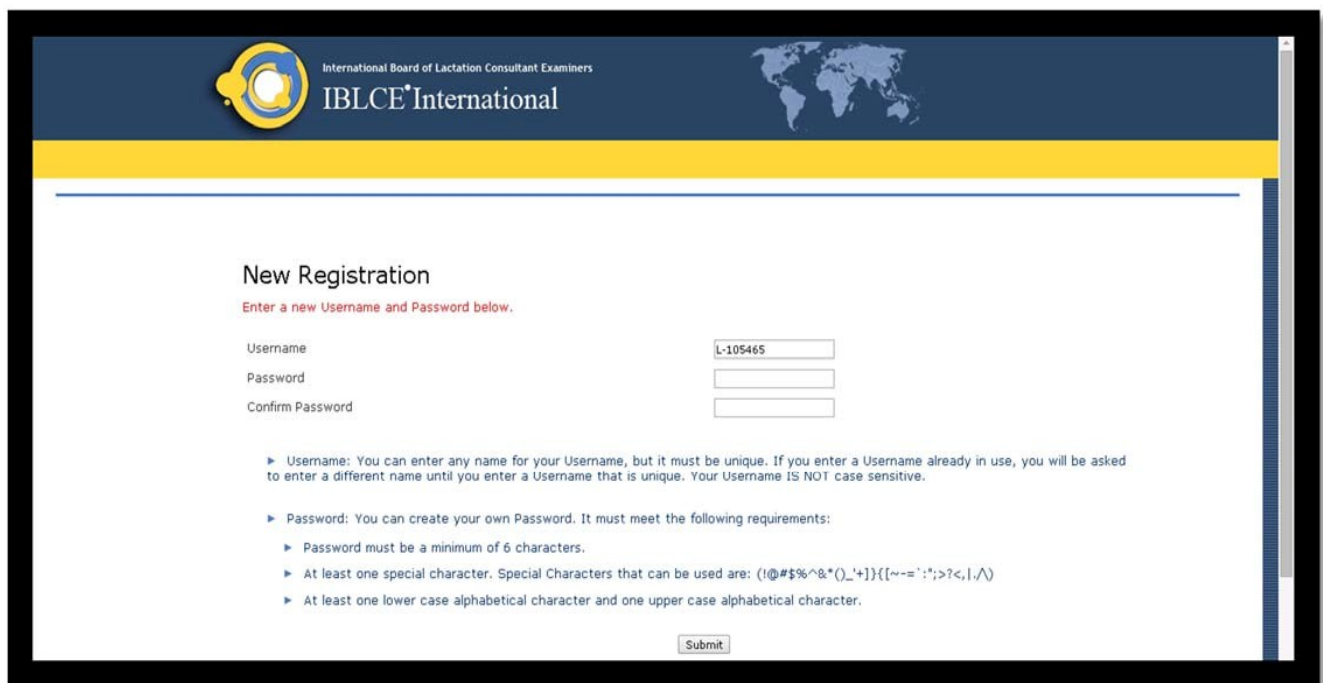 International Board of Lactation Consultant Examiners
IBLCE®International
New Registration
Enter a new Username and Password below.
Username
L-105465
Password
Confirm Password
► Username: You can enter any name for your Username, but it must be unique. If you enter a Username already in use, you will be asked
to enter a different name until you enter a Username that is unique. Your Username IS NOT case sensitive.
► Password: You can create your own Password. It must meet the following requirements:
► Password must be a minimum of 6 characters.
► At least one special character. Special Characters that can be used are: (!@#$%^&*()_'+]}{[~-=`:";>?<,|./\)
► At least one lower case alphabetical character and one upper case alphabetical character.
Submit